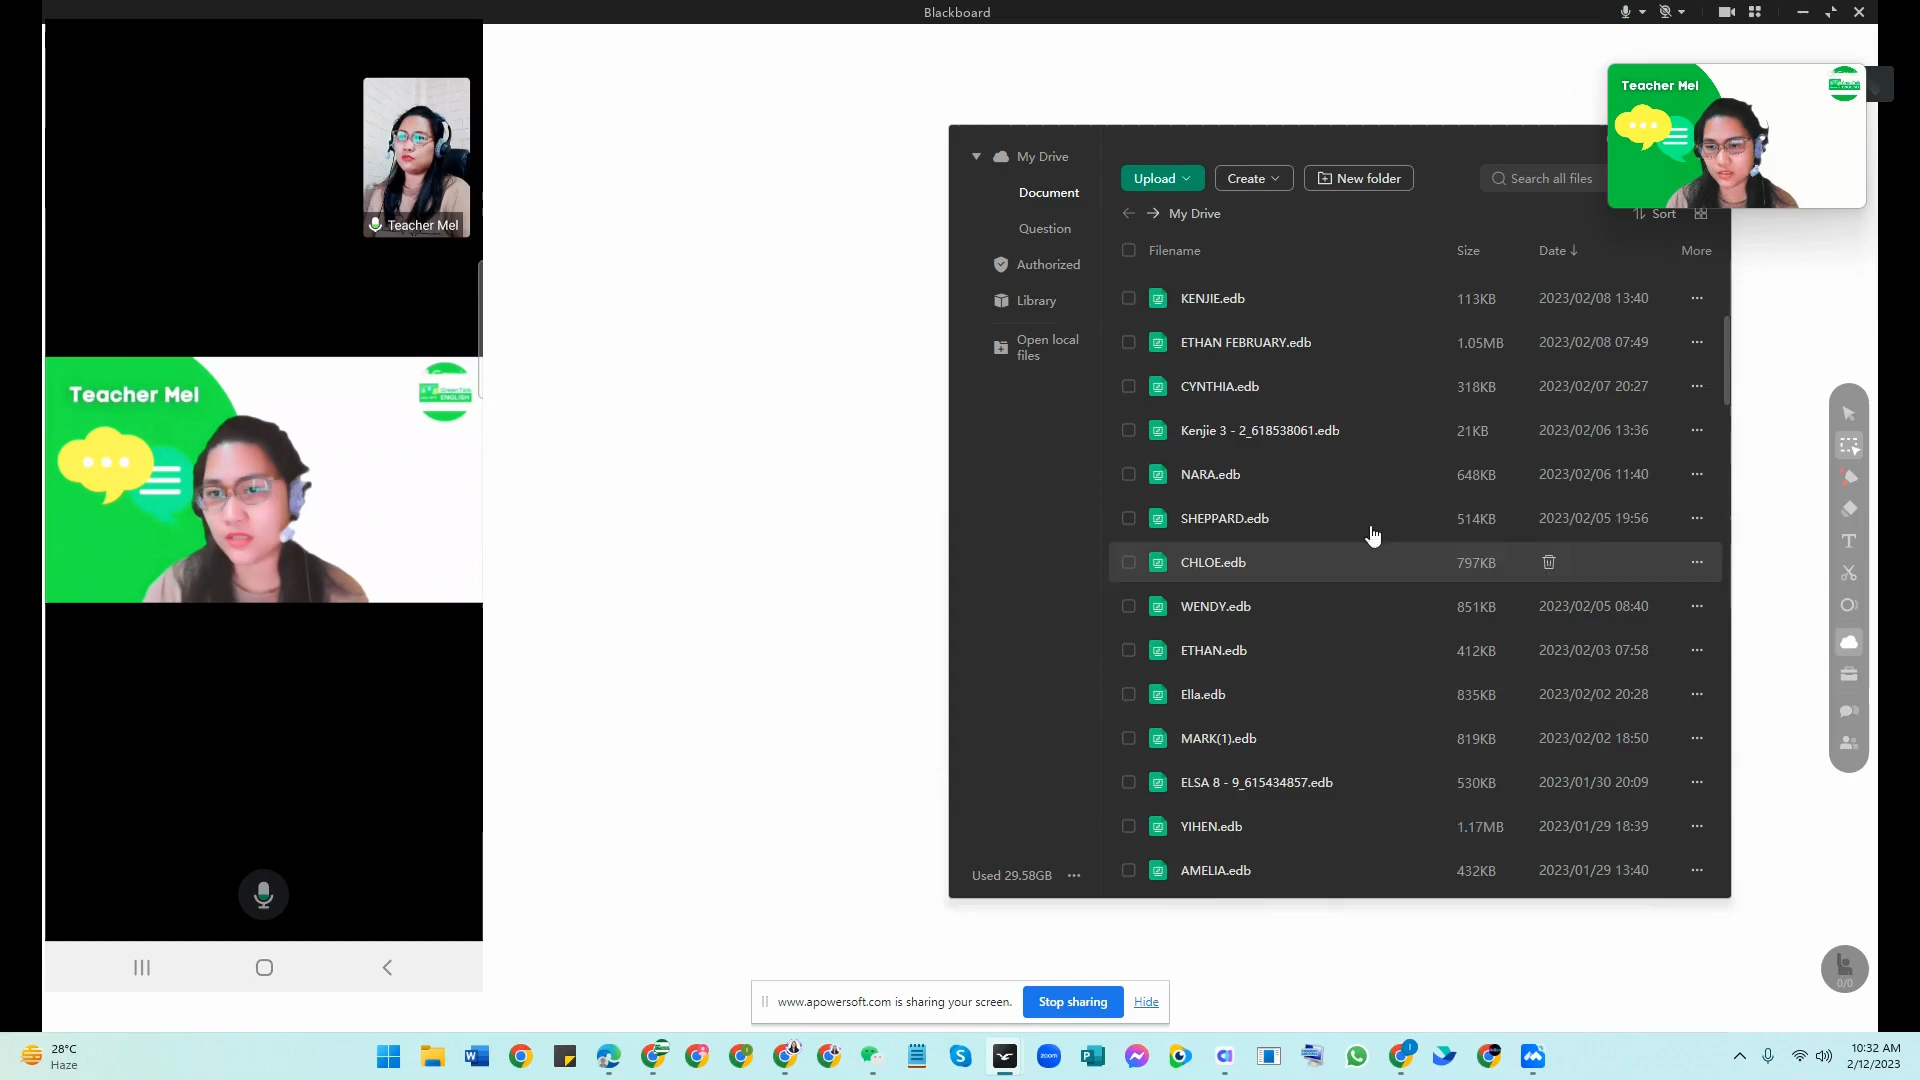 Blackboard
Teacher Mel
Teacher Mel
GreenTalk
ENGLISH
Teacher Mel
My Drive
Document
Question
Authorized
Library
Open local
files
Used 29.58GB
Upload
Create
New folder
Search all files
My Drive
Sort
Filename Size Date More
KENJIE.edb 113KB 2023/02/08 13:40
ETHAN FEBRUARY.edb 1.05MB 2023/02/08 07:49
CYNTHIA.edb 318KB 2023/02/07 20:27
Kenjie 3 - 2_618538061.edb 21KB 2023/02/06 13:36
NARA.edb 648KB 2023/02/06 11:40
SHEPPARD.edb 514KB 2023/02/05 19:56
CHLOE.edb 797KB
WENDY.edb 851KB 2023/02/05 08:40
ETHAN.edb 412KB 2023/02/03 07:58
Ella.edb 835KB 2023/02/02 20:28
MARK(1).edb 819KB 2023/02/02 18:50
ELSA 8 - 9_615434857.edb 530KB 2023/01/30 20:09
YIHEN.edb 1.17MB 2023/01/29 18:39
AMELIA.edb 432KB 2023/01/29 13:40
0/0
www.apowersoft.com is sharing your screen.
Stop sharing
Hide
28°C
Haze
zoom
10:32 AM
2/12/2023